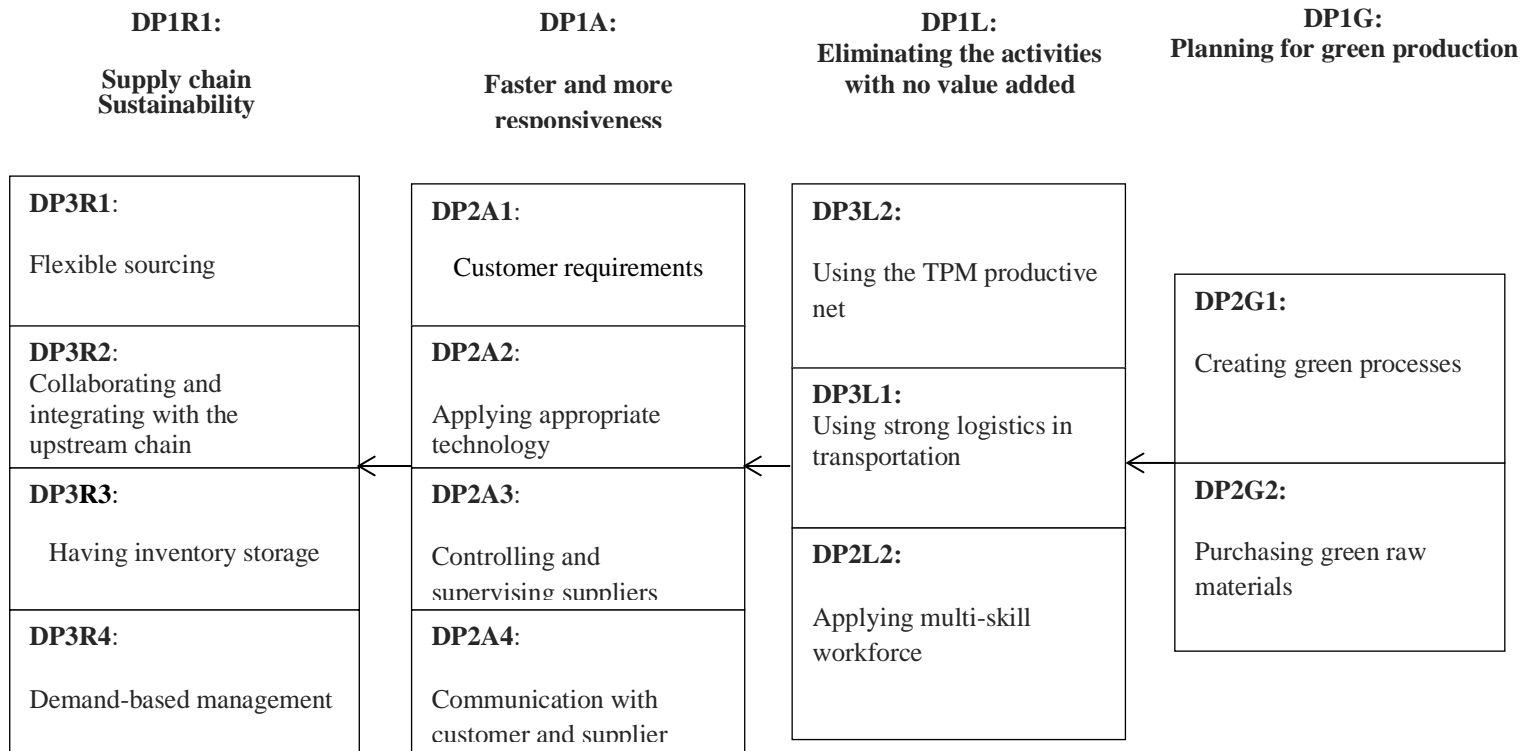 DP1R1:
Supply chain
Sustainability
DP3R1:
Flexible sourcing
DP3R2:
Collaborating and
integrating with the
upstream chain
DP3R3:
Having inventory storage
DP3R4:
Demand-based management
DP1A:
Faster and more
responsiveness
DP2A1:
Customer requirements
DP2A2:
Applying appropriate
technology
DP2A3:
Controlling and
supervising suppliers
DP2A4:
Communication with
customer and supplier
DP1L:
Eliminating the activities
with no value added
DP3L2:
Using the TPM productive
net
DP3L1:
Using strong logistics in
transportation
DP2L2:
Applying multi-skill
workforce
DP1G:
Planning for green production
DP2G1:
Creating green processes
DP2G2:
Purchasing green raw
materials